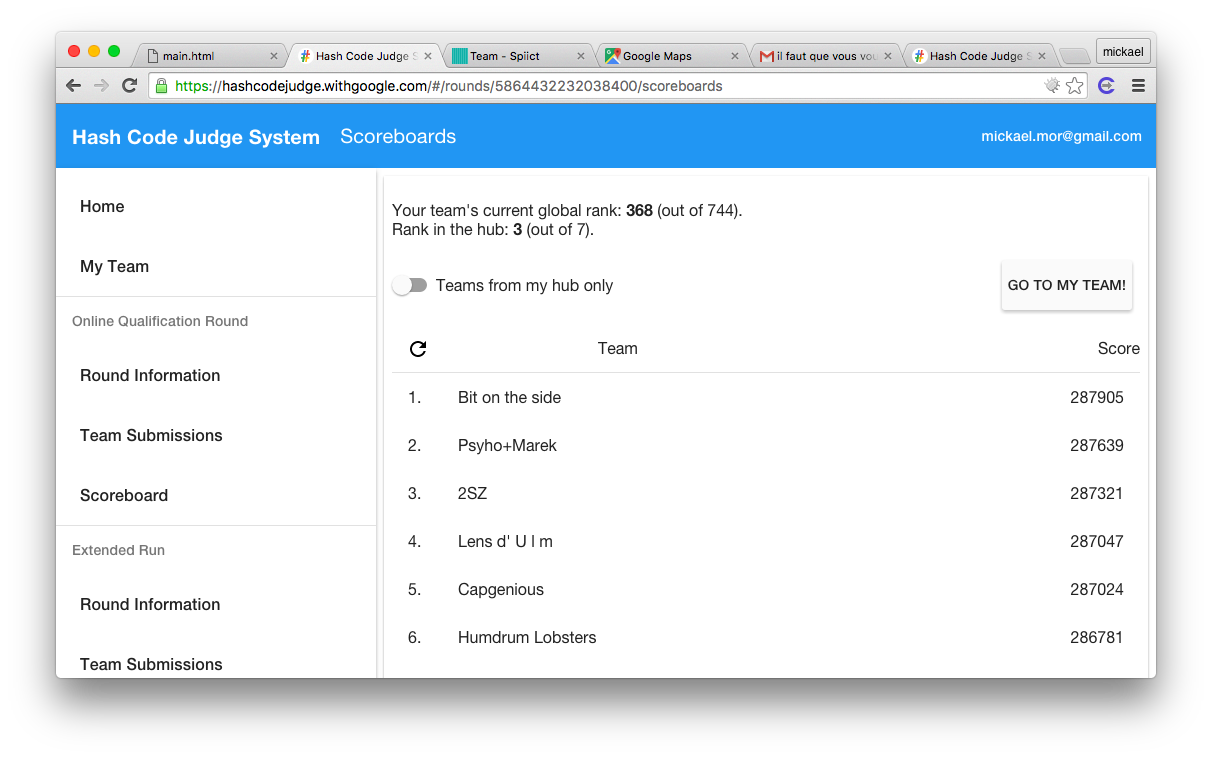 main.html
Hash Code Judge S
Team - Spiict
Google Maps
il faut que vous vou
Hash Code Judge S
mickael
https://hashcodejudge.withgoogle.com/#/rounds/5864432232038400/scoreboards
Hash Code Judge System
Scoreboards
mickael.mor@gmail.com
Home
My Team
Online Qualification Round
Round Information
Team Submissions
Scoreboard
Extended Run
Round Information
Team Submissions
Your team's current global rank: 368 (out of 744).
Rank in the hub: 3 (out of 7).
Teams from my hub only
GO TO MY TEAM!
Team Score
1. Bit on the side 287905
2. Psyho+Marek 287639
3. 2SZ 287321
4. Lens d' U l m 287047
5. Capgenious 287024
6. Humdrum Lobsters 286781